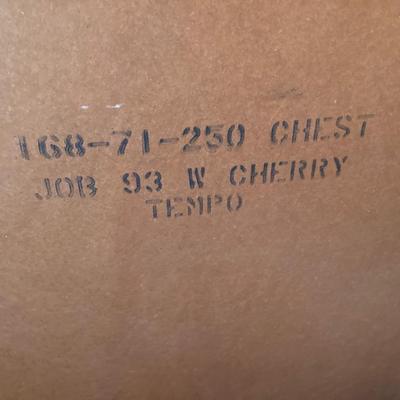 168-71-250 CHEST
JOB 93 W CHERRY
TEMPO